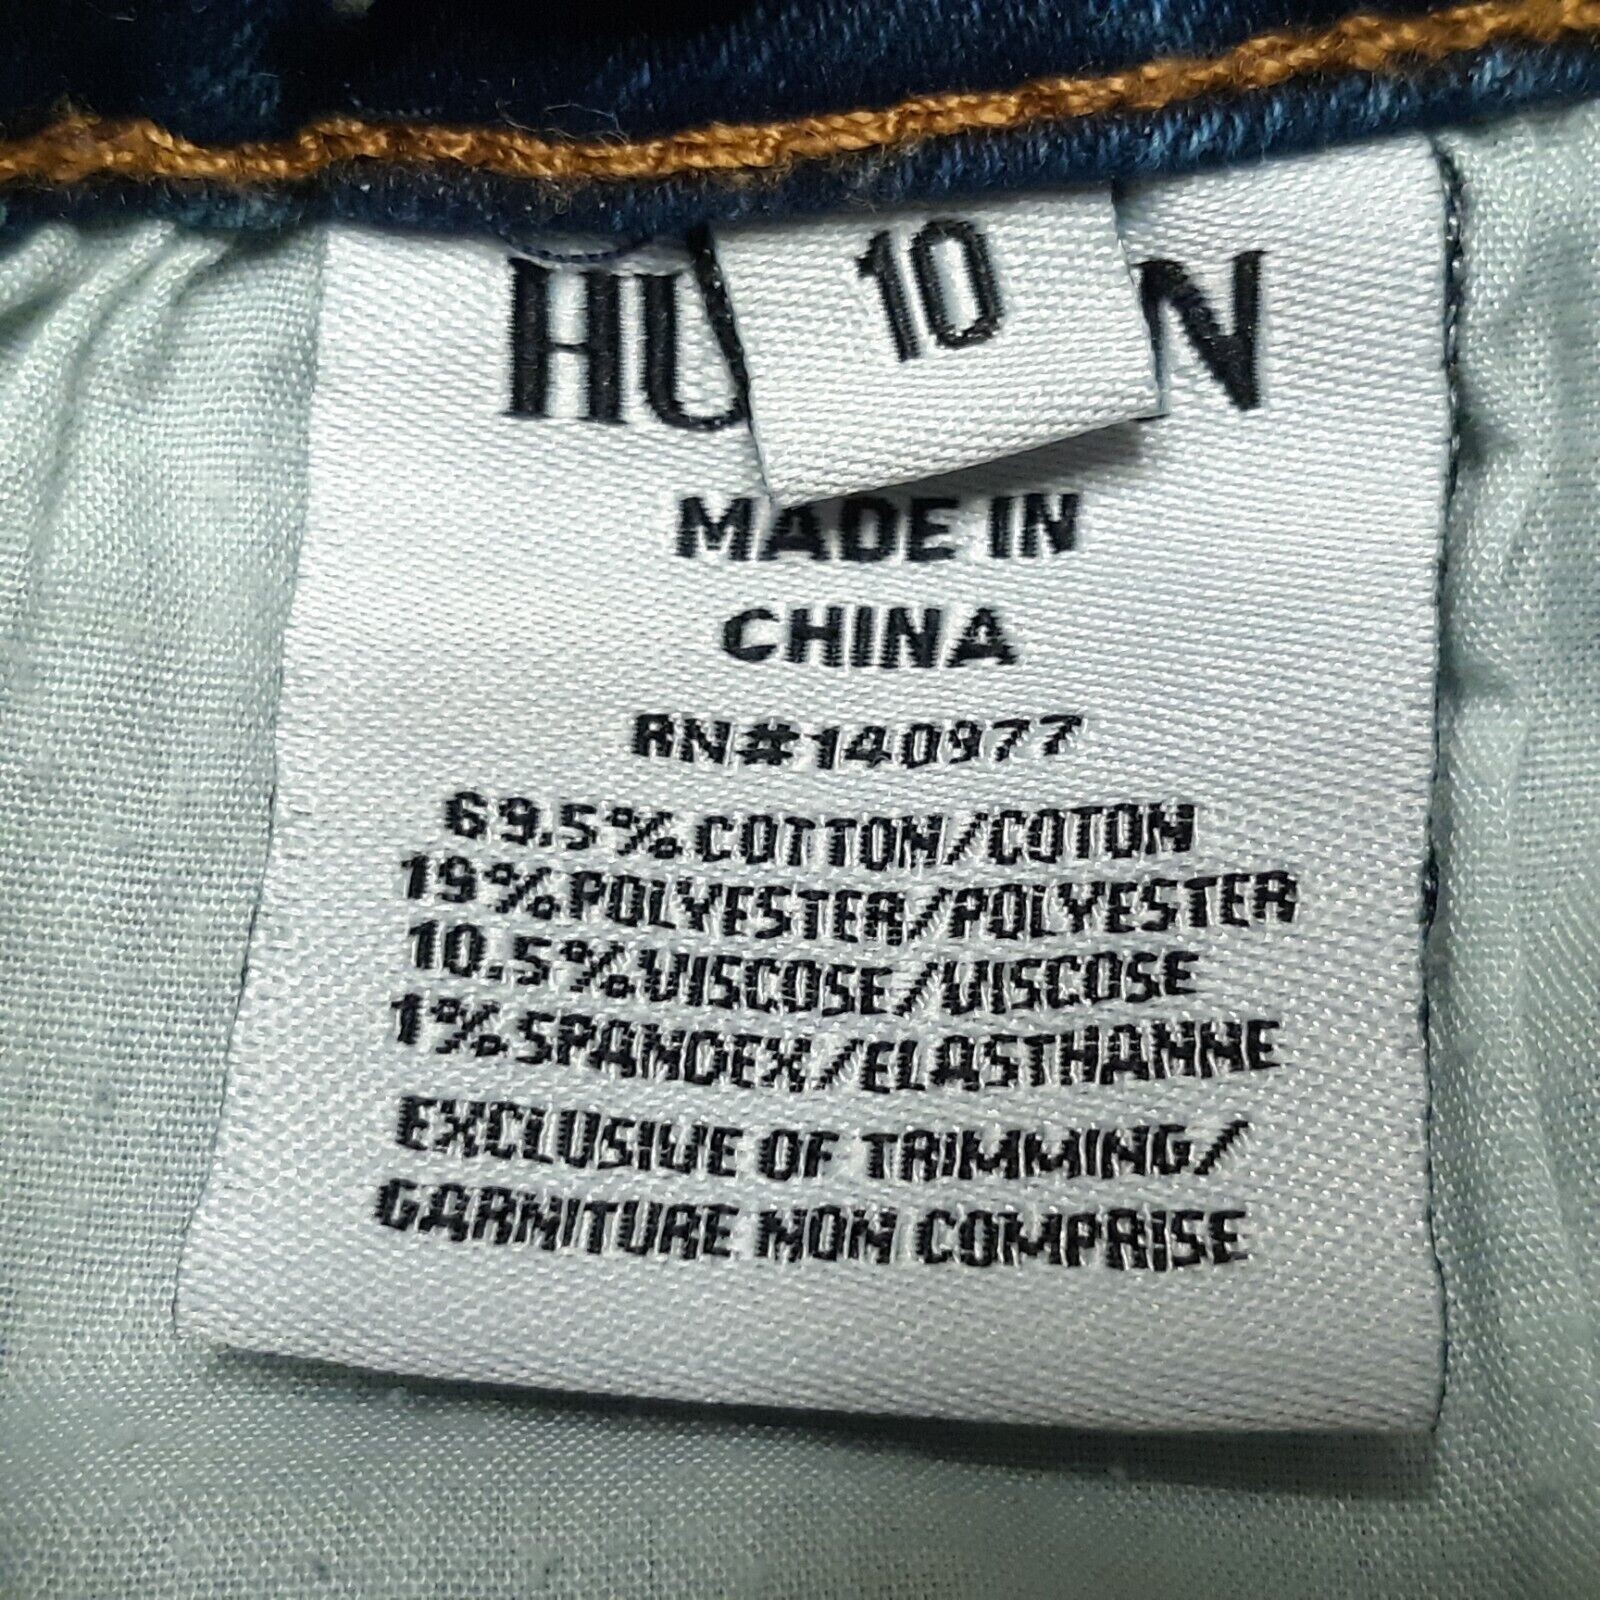 10
MADE IN
CHINA
RN#140977
69.5%COTTON/COTON
19%POLYESTER/POLYESTER
10.5%VISCOSE/VISCOSE
1%SPANDEX/ELASTHANNE
EXCLUSIVE OF TRIMMING/
GARNITURE NON COMPRISE